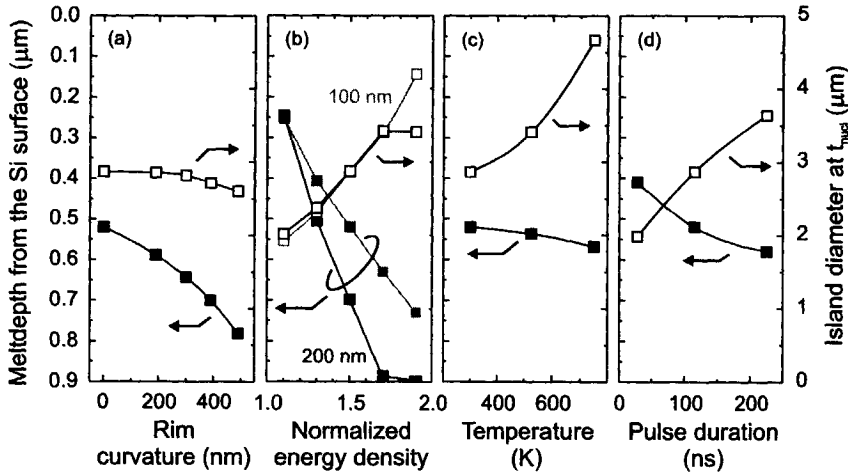 Meltdepth from the Si surface (µm)
0.0
0.1
0.2
0.3
0.4
0.5
0.6
0.7
0.8
0.9
(a)
0 200 400
Rim
curvature (nm)
(b)
100 nm
200 nm
1.0 1.5 2.0
Normalized
energy density
(c)
400 600
Temperature
(K)
(d)
0 100 200
Pulse duration
(ns)
5
4
3
2
1
0
Island diameter at t_nucl (µm)